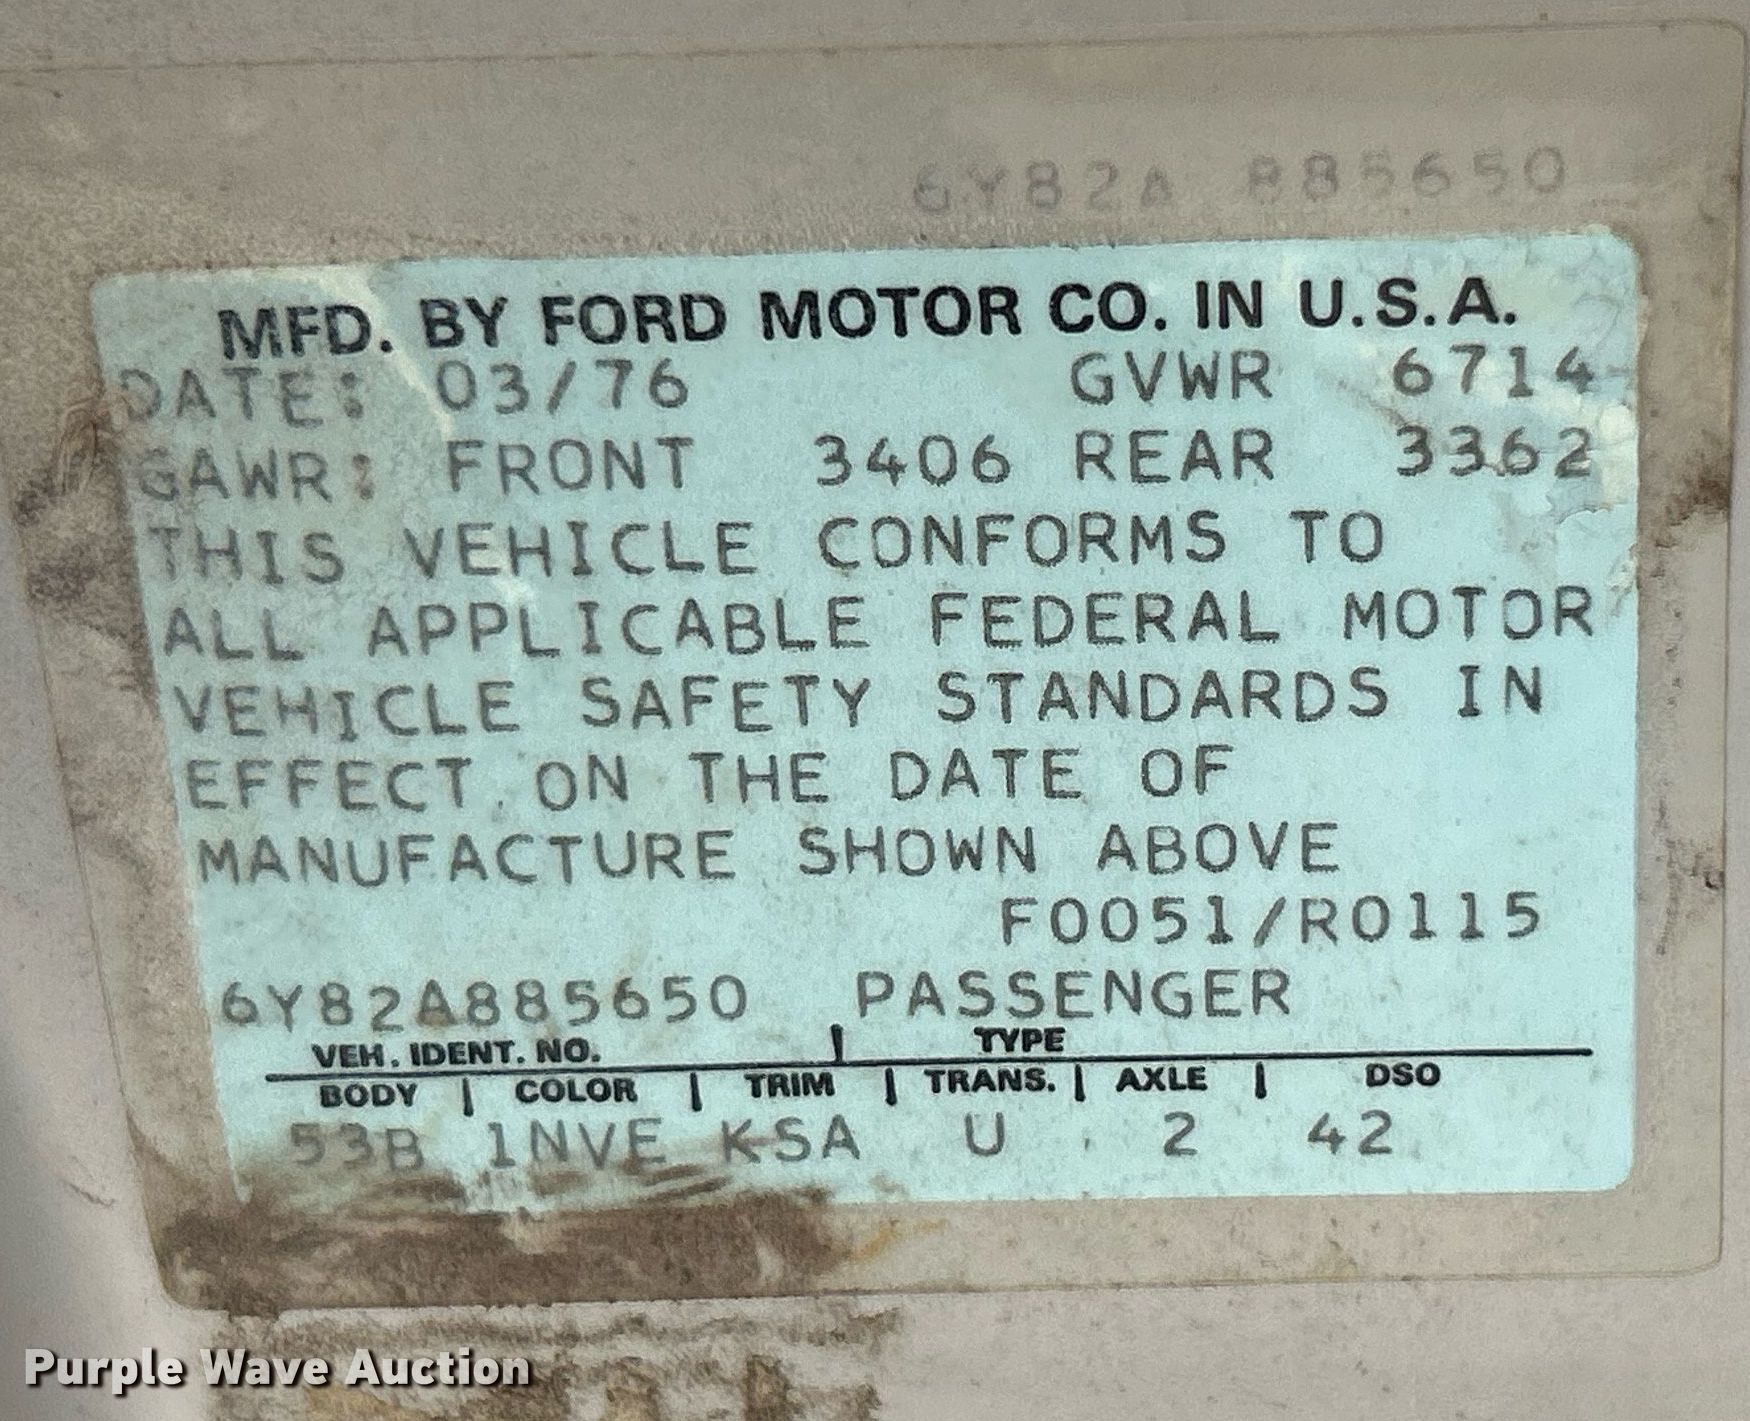 6Y82A 885650
MFD. BY FORD MOTOR CO. IN U.S.A.
DATE: 03/76 GVWR 6714
GAWR: FRONT 3406 REAR 3362
THIS VEHICLE CONFORMS TO
ALL APPLICABLE FEDERAL MOTOR
VEHICLE SAFETY STANDARDS IN
EFFECT ON THE DATE OF
MANUFACTURE SHOWN ABOVE
F0051/R0115
6Y82A885650 PASSENGER
VEH. IDENT. NO. | TYPE
BODY | COLOR | TRIM | TRANS. | AXLE | DSO
53B 1NVE KSA U 2 42
Purple Wave Auction